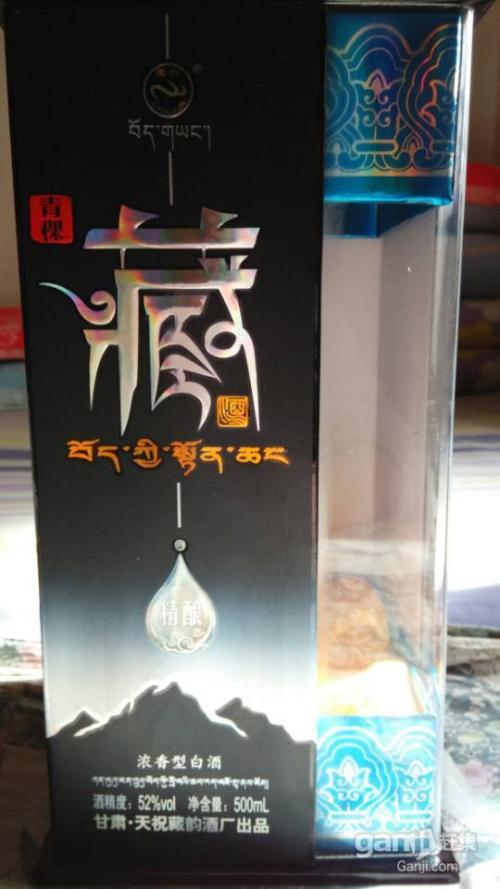 བོད་གཡང་།
青稞
藏
酒
བོད་ཀྱི་སྟོན་ཆང
精酿
浓香型白酒
酒精度：52%vol 净含量：500mL
甘肃·天祝藏韵酒厂出品
ganji 赶集
Ganji.com